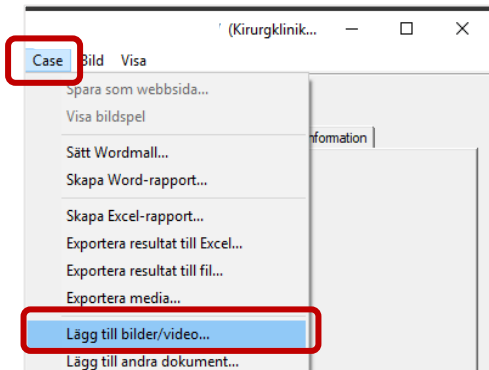 (Kirurgklinik...
Case Bild Visa
Spara som webbsida...
Visa bildspel
nformation
Sätt Wordmall...
Skapa Word-rapport...
Skapa Excel-rapport...
Exportera resultat till Excel...
Exportera resultat till fil...
Exportera media...
Lägg till bilder/video...
Lägg till andra dokument...